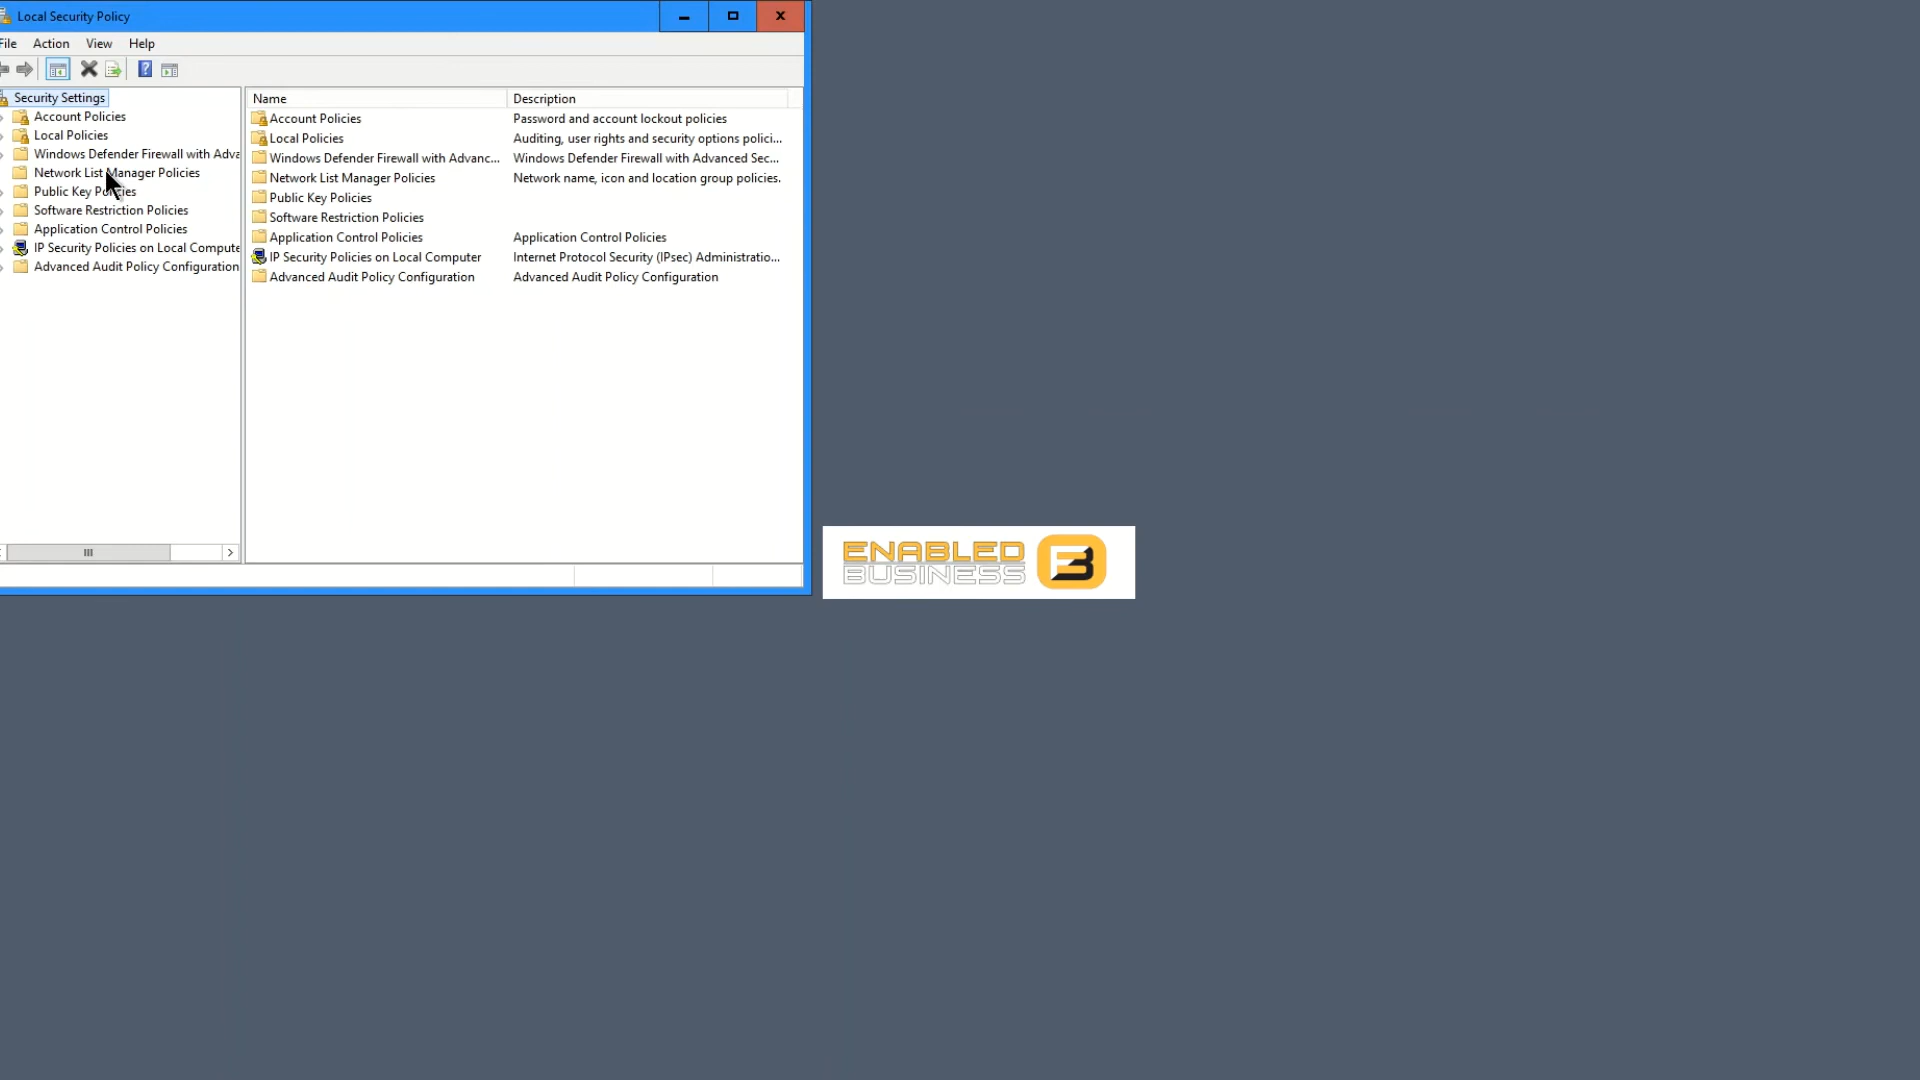 Local Security Policy
File Action View Help
Security Settings
Account Policies
Local Policies
Windows Defender Firewall with Adva
Network List Manager Policies
Public Key Policies
Software Restriction Policies
Application Control Policies
IP Security Policies on Local Compute
Advanced Audit Policy Configuration
Name Description
Account Policies Password and account lockout policies
Local Policies Auditing, user rights and security options polici...
Windows Defender Firewall with Advanc... Windows Defender Firewall with Advanced Sec...
Network List Manager Policies Network name, icon and location group policies.
Public Key Policies
Software Restriction Policies
Application Control Policies Application Control Policies
IP Security Policies on Local Computer Internet Protocol Security (IPsec) Administratio...
Advanced Audit Policy Configuration Advanced Audit Policy Configuration
ENABLED
BUSINESS